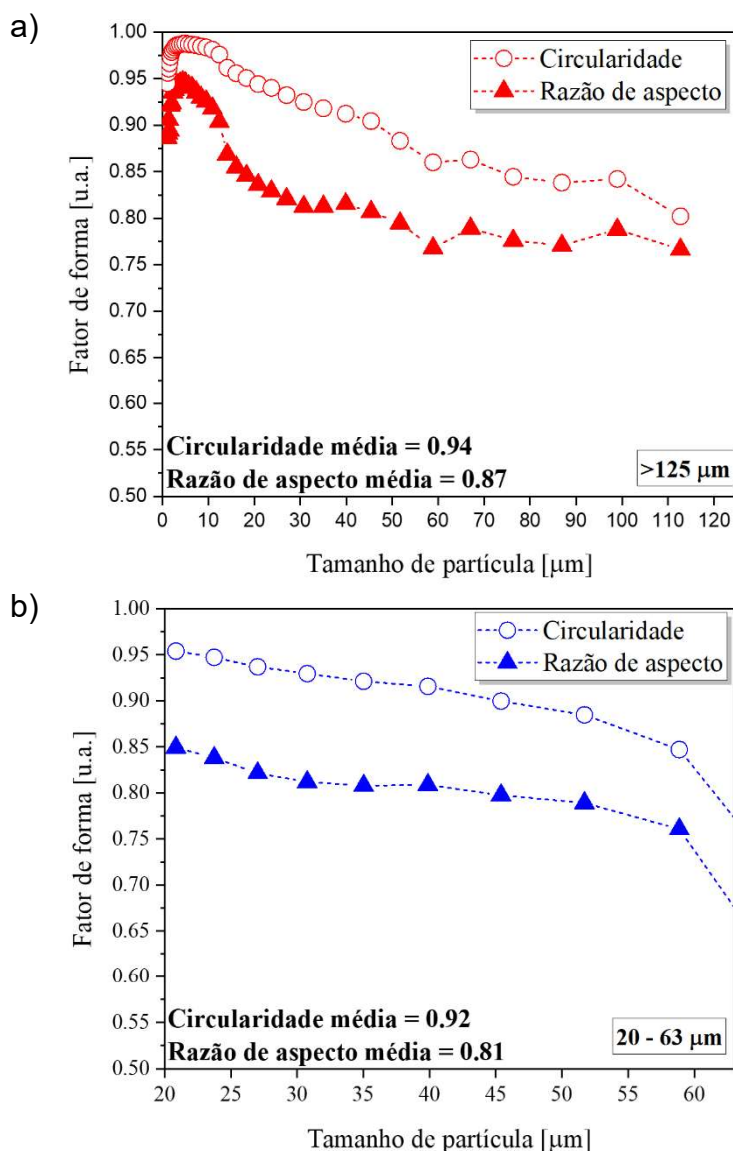 a)
1.00
0.95
0.90
0.85
0.80
0.75
0.70
0.65
0.60
0.55
0.50
Fator de forma [u.a.]
Circularidade
Razão de aspecto
Circularidade média = 0.94
Razão de aspecto média = 0.87
>125 μm
0 10 20 30 40 50 60 70 80 90 100 110 120
Tamanho de partícula [μm]
b)
1.00
0.95
0.90
0.85
0.80
0.75
0.70
0.65
0.60
0.55
0.50
Fator de forma [u.a.]
Circularidade
Razão de aspecto
Circularidade média = 0.92
Razão de aspecto média = 0.81
20 - 63 μm
20 25 30 35 40 45 50 55 60
Tamanho de partícula [μm]